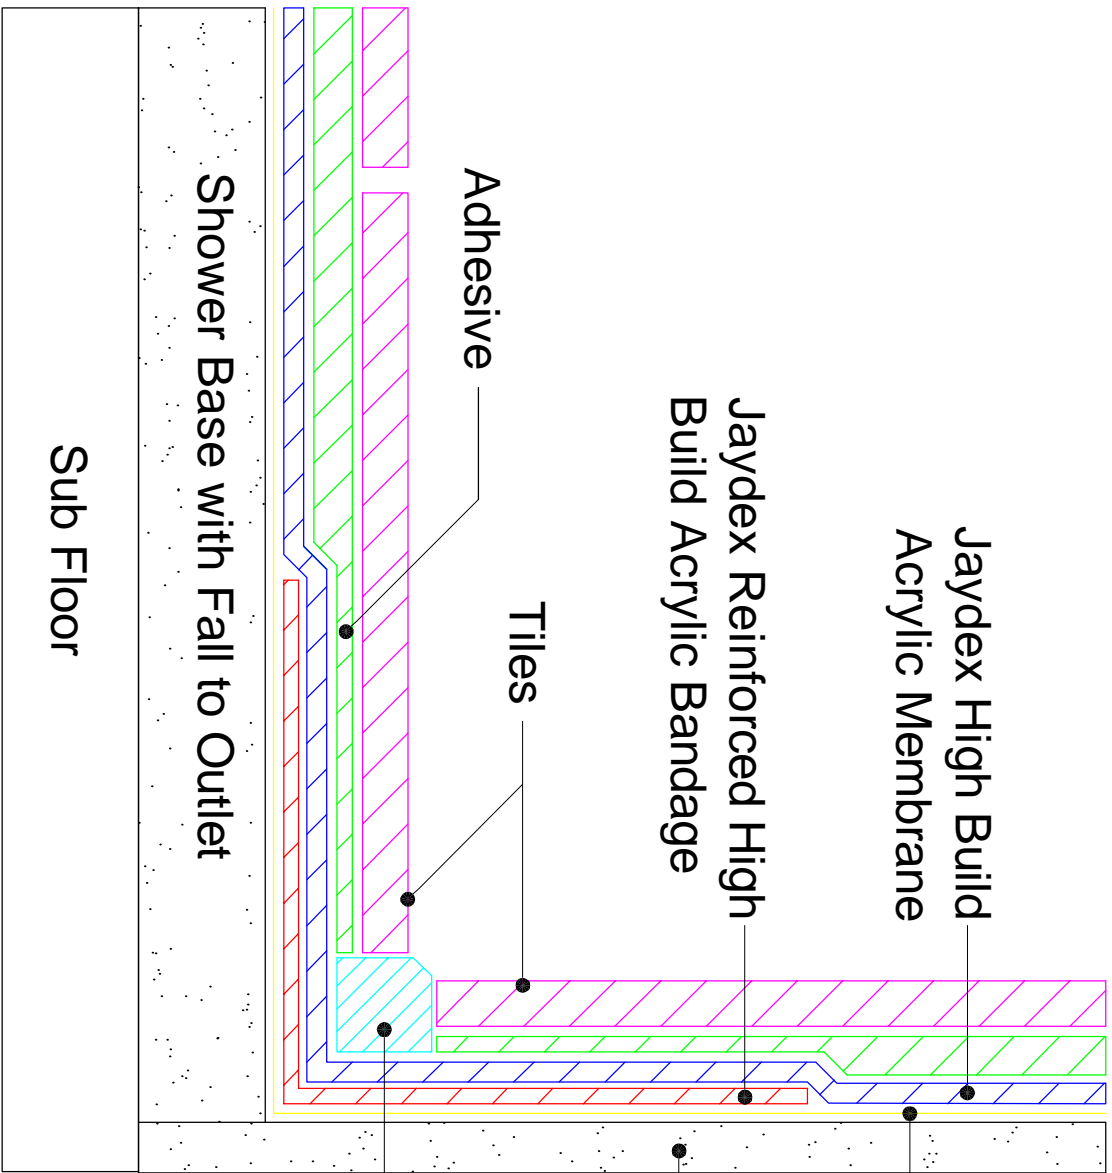 Jaydex High Build
Acrylic Membrane
Jaydex Reinforced High
Build Acrylic Bandage
Tiles
Adhesive
Shower Base with Fall to Outlet
Sub Floor